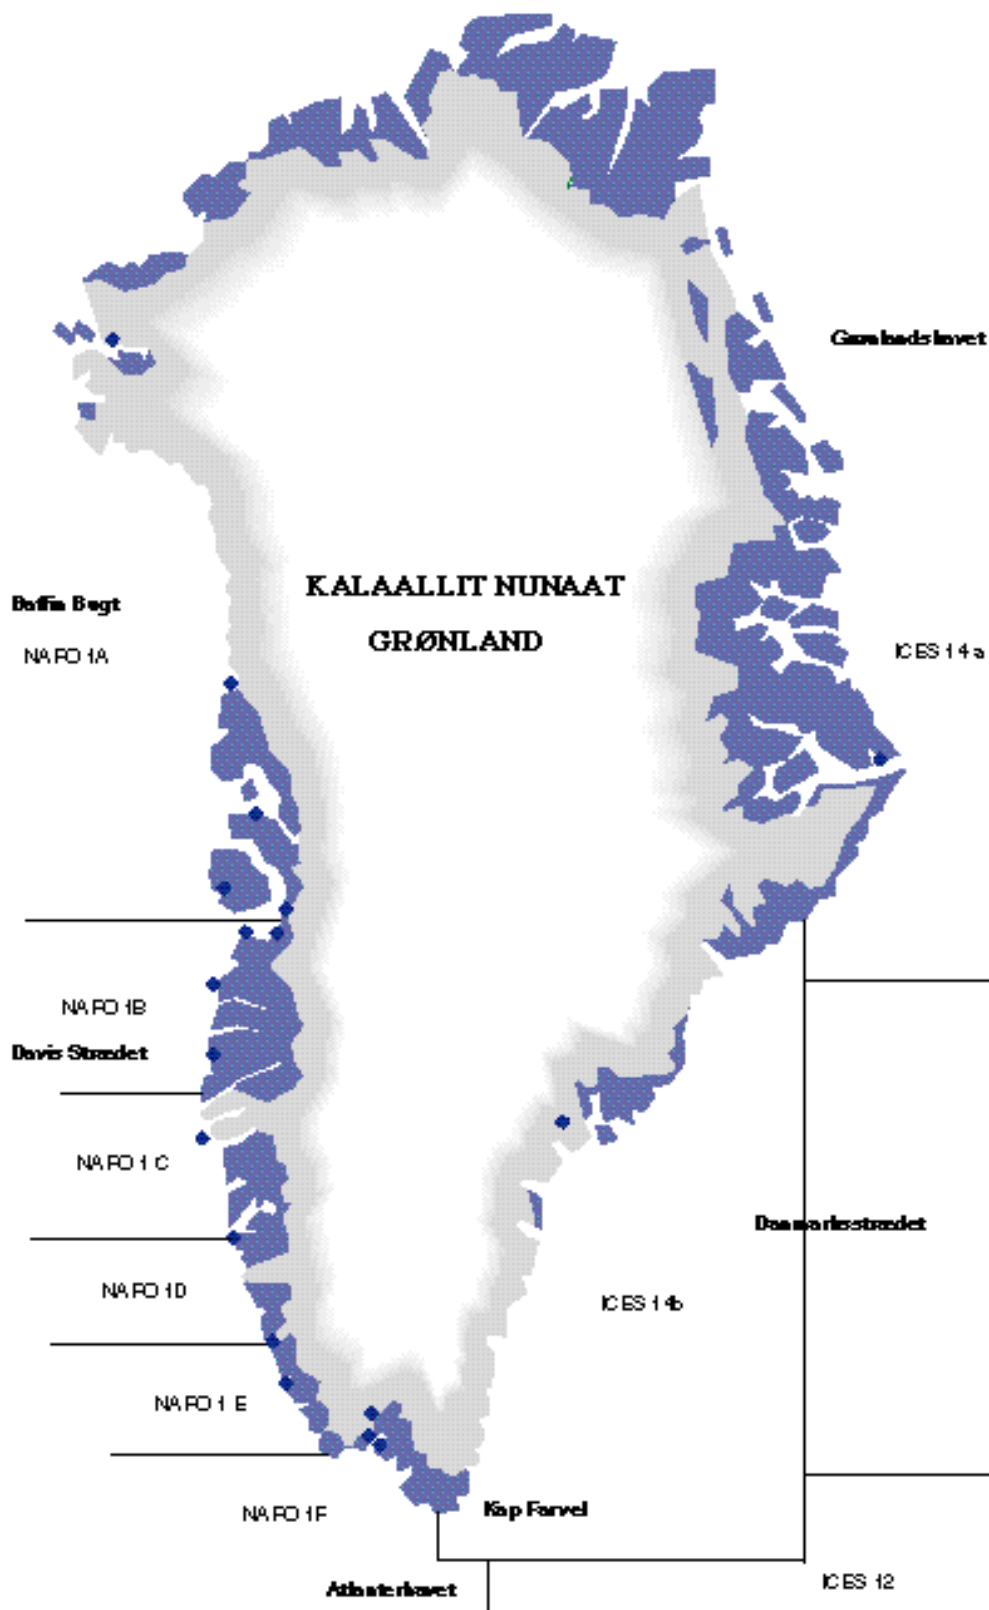 Grønlandshavet
KALAALLIT NUNAAT
GRØNLAND
Baffin Bugt
NAFO 1A
ICES 14a
NAFO 1B
Davis Strædet
NAFO 1C
Danmarksstrædet
NAFO 1D
ICES 14b
NAFO 1E
NAFO 1F
Kap Farvel
Atlanterhavet
ICES 12